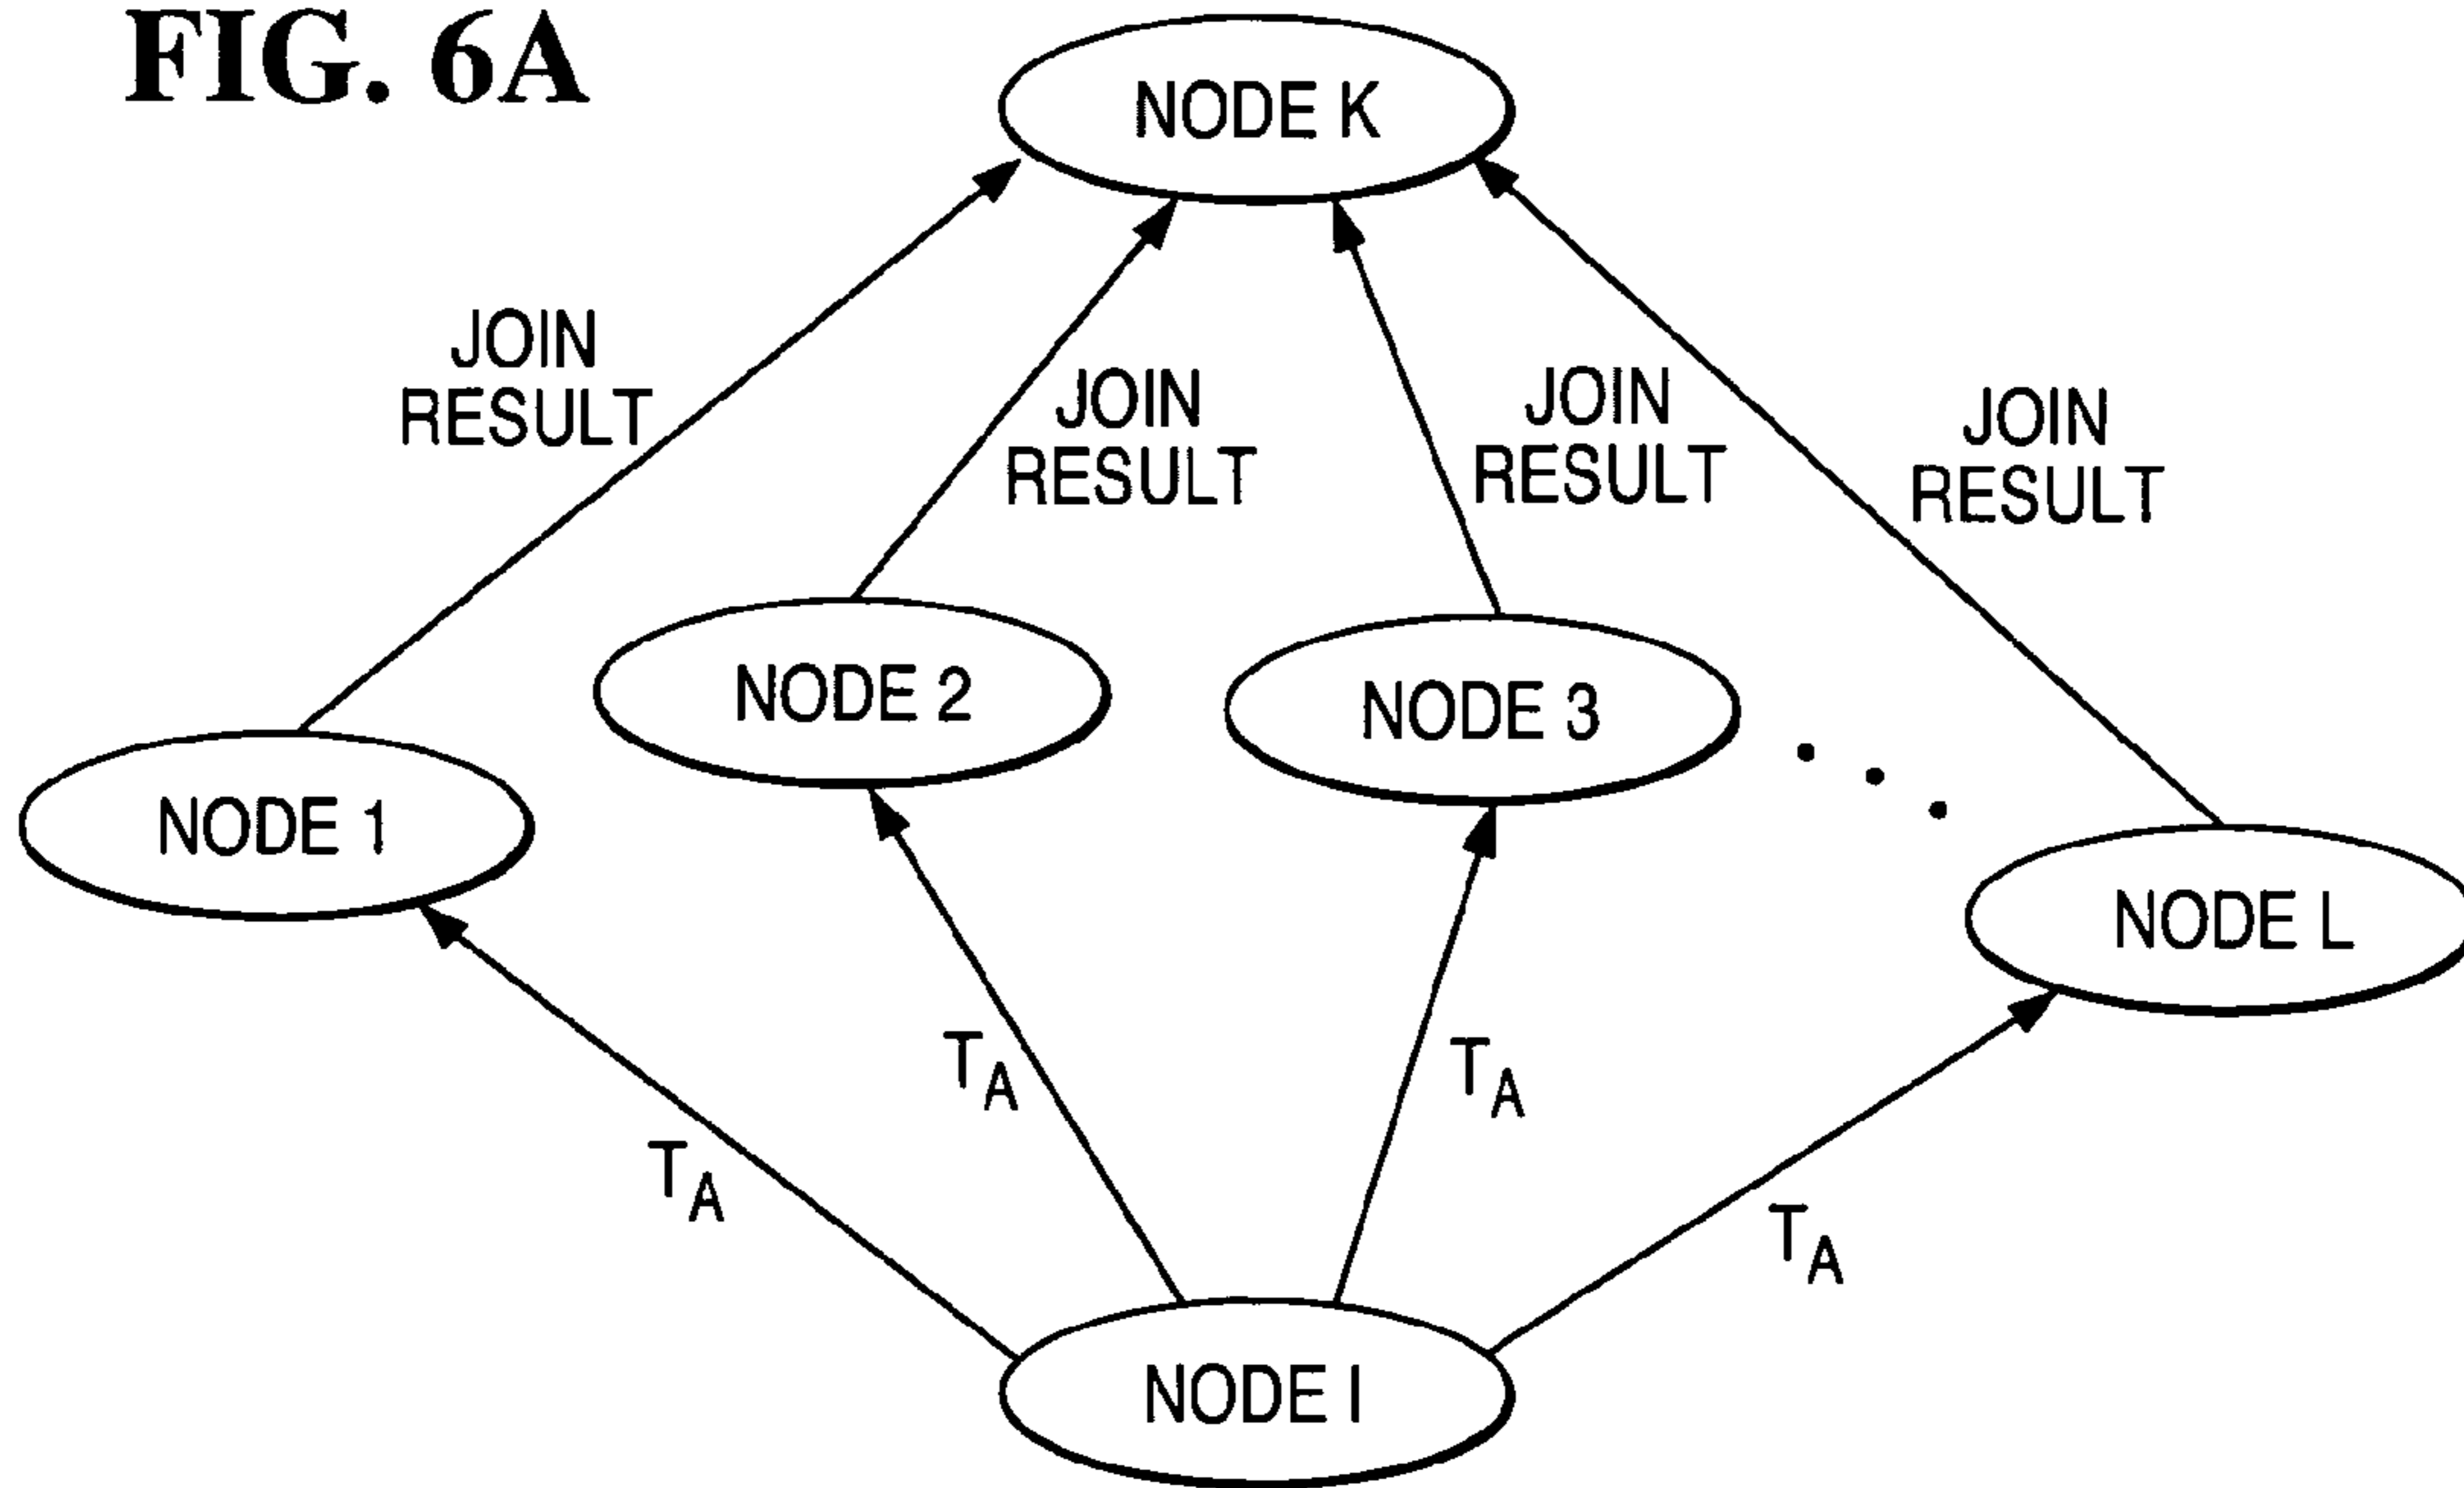 FIG. 6A
NODE K
JOIN
RESULT
JOIN
RESULT
JOIN
RESULT
JOIN
RESULT
NODE 1
NODE 2
NODE 3
NODE L
TA
TA
TA
TA
NODE I